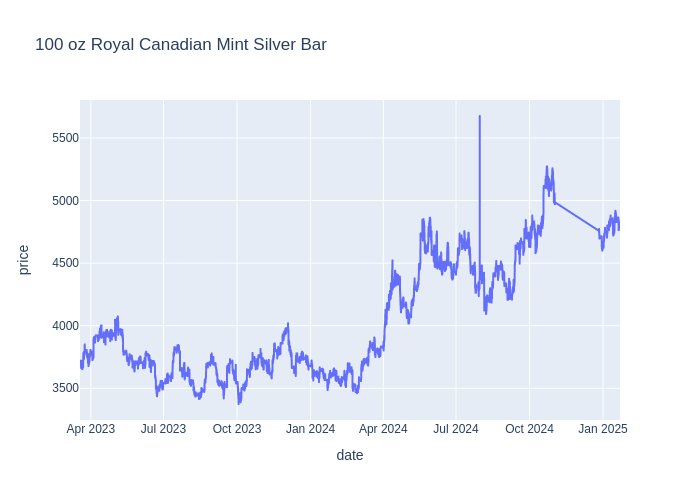 100 oz Royal Canadian Mint Silver Bar
5500
5000
4500
4000
3500
price
Apr 2023 Jul 2023 Oct 2023 Jan 2024 Apr 2024 Jul 2024 Oct 2024 Jan 2025
date